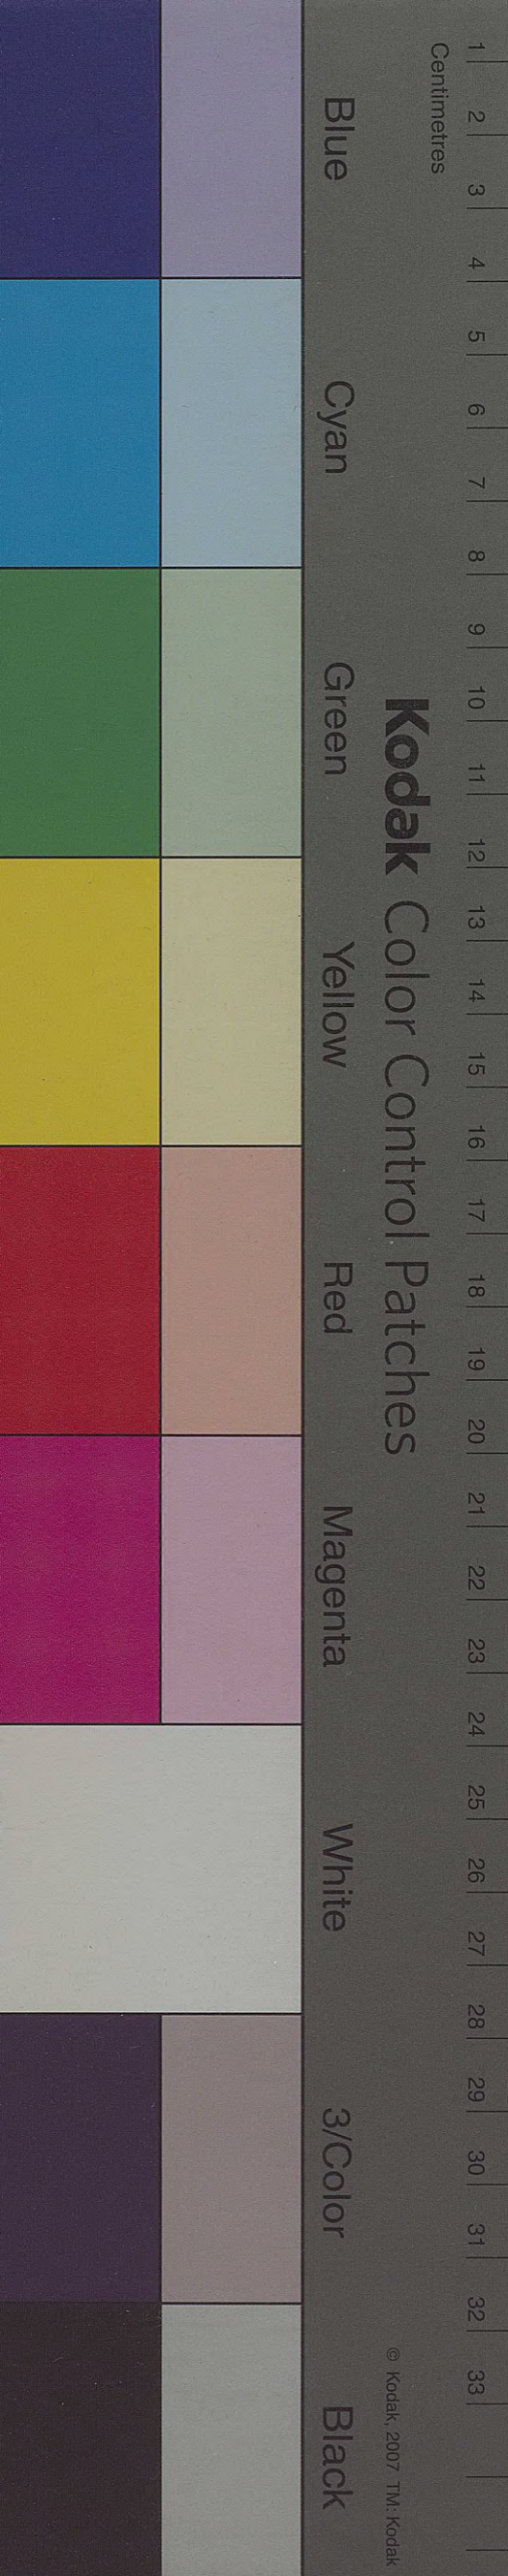 Centimetres
1 2 3 4 5 6 7 8 9 10 11 12 13 14 15 16 17 18 19 20 21 22 23 24 25 26 27 28 29 30 31 32 33
Kodak Color Control Patches
© Kodak, 2007 TM: Kodak
Blue Cyan Green Yellow Red Magenta White 3/Color Black